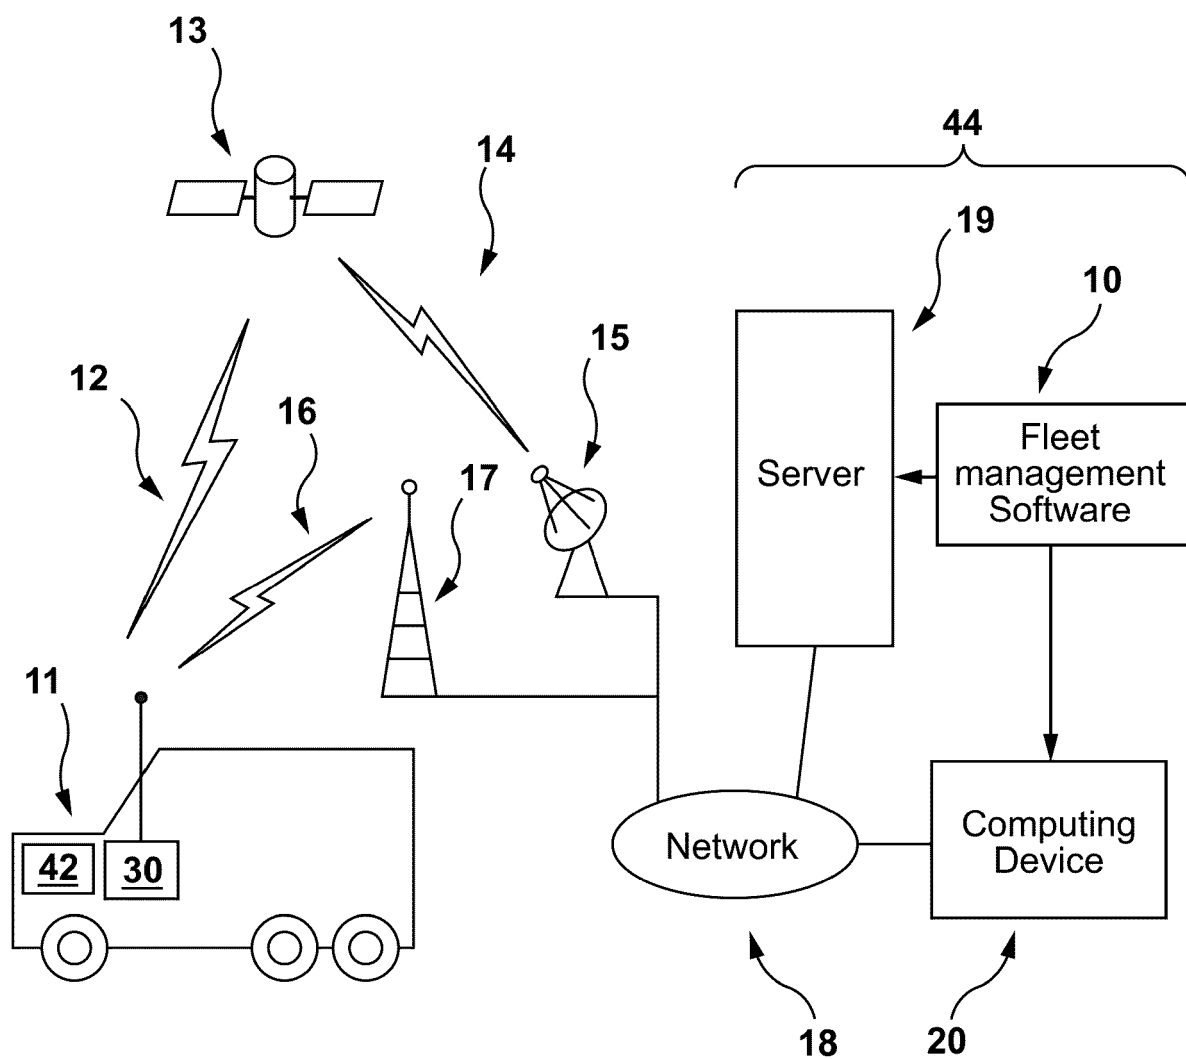 13
14
44
19
10
12
16
15
17
Server
Fleet
management
Software
11
42
30
Network
Computing
Device
18
20